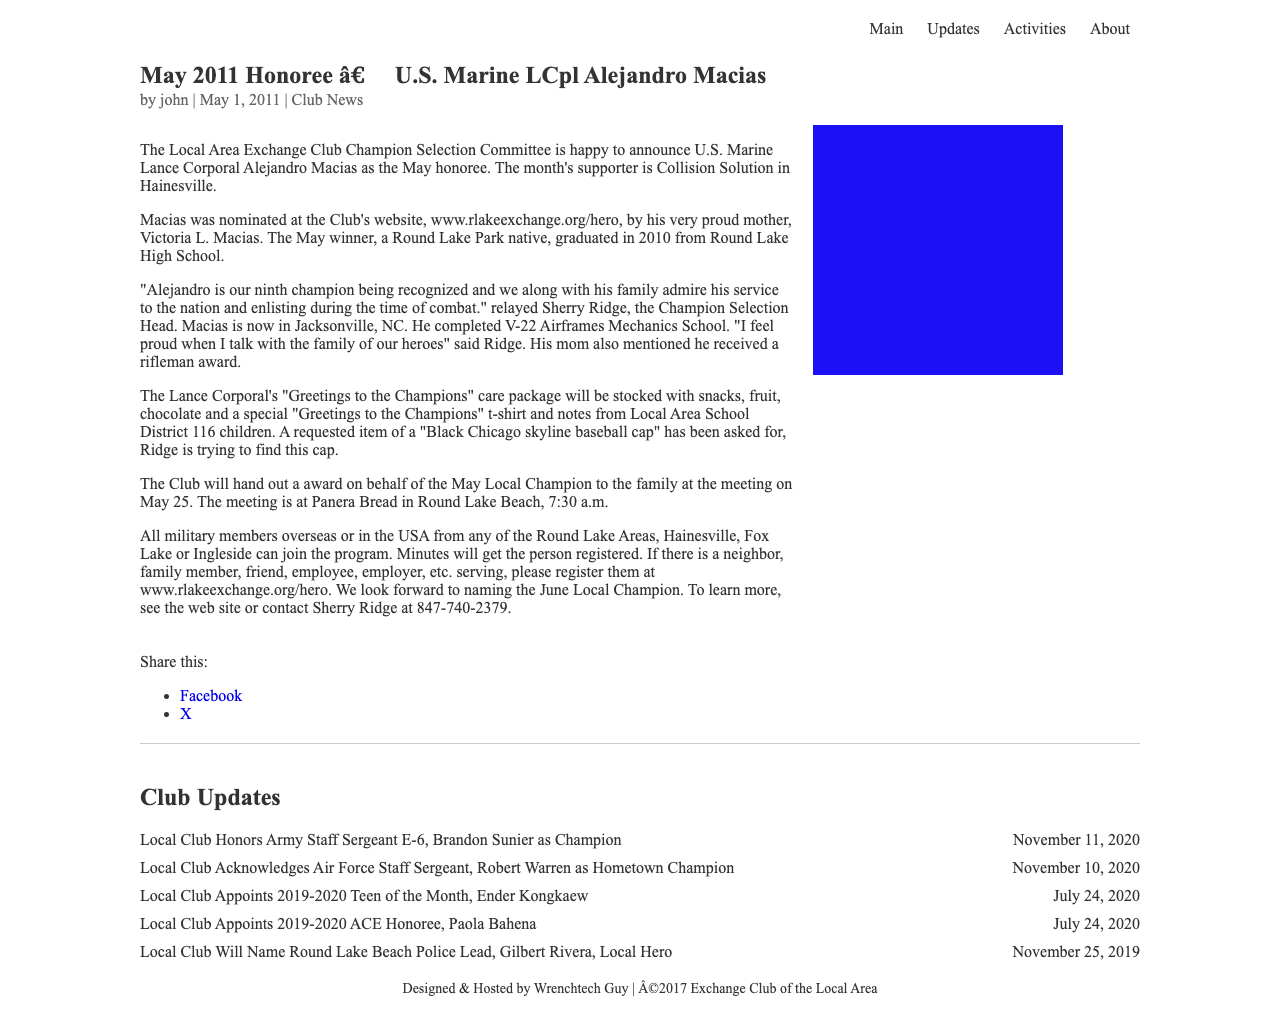 Main Updates Activities About
May 2011 Honoree â€ U.S. Marine LCpl Alejandro Macias
by john | May 1, 2011 | Club News
The Local Area Exchange Club Champion Selection Committee is happy to announce U.S. Marine
Lance Corporal Alejandro Macias as the May honoree. The month's supporter is Collision Solution in
Hainesville.
Macias was nominated at the Club's website, www.rlakeexchange.org/hero, by his very proud mother,
Victoria L. Macias. The May winner, a Round Lake Park native, graduated in 2010 from Round Lake
High School.
"Alejandro is our ninth champion being recognized and we along with his family admire his service
to the nation and enlisting during the time of combat." relayed Sherry Ridge, the Champion Selection
Head. Macias is now in Jacksonville, NC. He completed V-22 Airframes Mechanics School. "I feel
proud when I talk with the family of our heroes" said Ridge. His mom also mentioned he received a
rifleman award.
The Lance Corporal's "Greetings to the Champions" care package will be stocked with snacks, fruit,
chocolate and a special "Greetings to the Champions" t-shirt and notes from Local Area School
District 116 children. A requested item of a "Black Chicago skyline baseball cap" has been asked for,
Ridge is trying to find this cap.
The Club will hand out a award on behalf of the May Local Champion to the family at the meeting on
May 25. The meeting is at Panera Bread in Round Lake Beach, 7:30 a.m.
All military members overseas or in the USA from any of the Round Lake Areas, Hainesville, Fox
Lake or Ingleside can join the program. Minutes will get the person registered. If there is a neighbor,
family member, friend, employee, employer, etc. serving, please register them at
www.rlakeexchange.org/hero. We look forward to naming the June Local Champion. To learn more,
see the web site or contact Sherry Ridge at 847-740-2379.
Share this:
Facebook
X
Club Updates
Local Club Honors Army Staff Sergeant E-6, Brandon Sunier as Champion November 11, 2020
Local Club Acknowledges Air Force Staff Sergeant, Robert Warren as Hometown Champion November 10, 2020
Local Club Appoints 2019-2020 Teen of the Month, Ender Kongkaew July 24, 2020
Local Club Appoints 2019-2020 ACE Honoree, Paola Bahena July 24, 2020
Local Club Will Name Round Lake Beach Police Lead, Gilbert Rivera, Local Hero November 25, 2019
Designed & Hosted by Wrenchtech Guy | Â©2017 Exchange Club of the Local Area